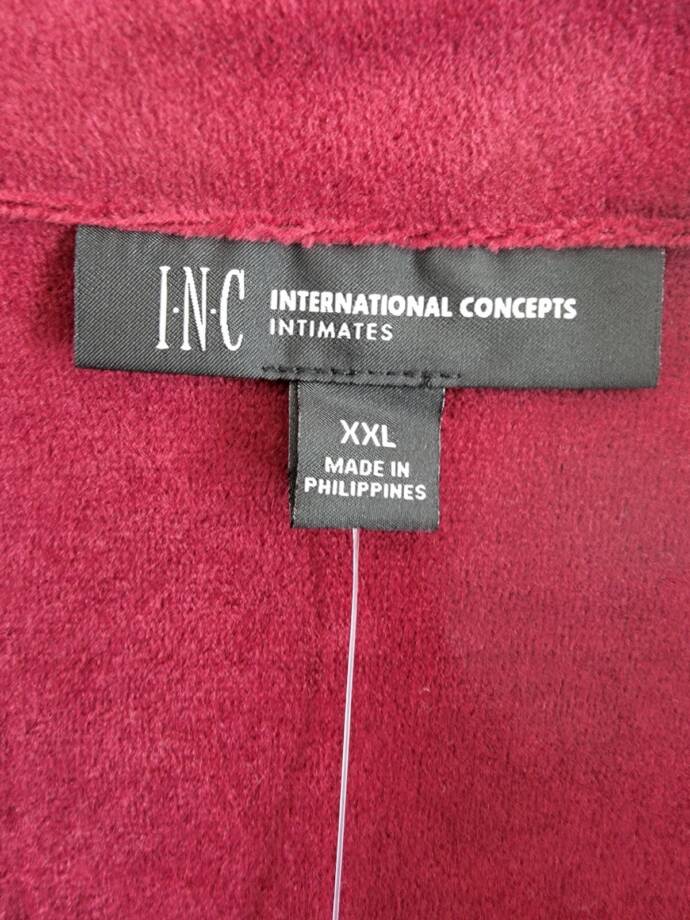 I·N·C INTERNATIONAL CONCEPTS
INTIMATES
XXL
MADE IN
PHILIPPINES